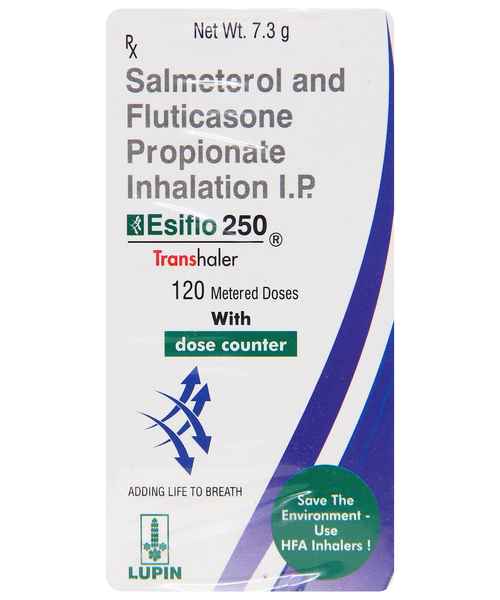 Net Wt. 7.3 g
Rx
Salmeterol and
Fluticasone
Propionate
Inhalation I.P.
Esiflo 250 ®
Transhaler
120 Metered Doses
With
dose counter
ADDING LIFE TO BREATH
LUPIN
Save The
Environment -
Use
HFA Inhalers !